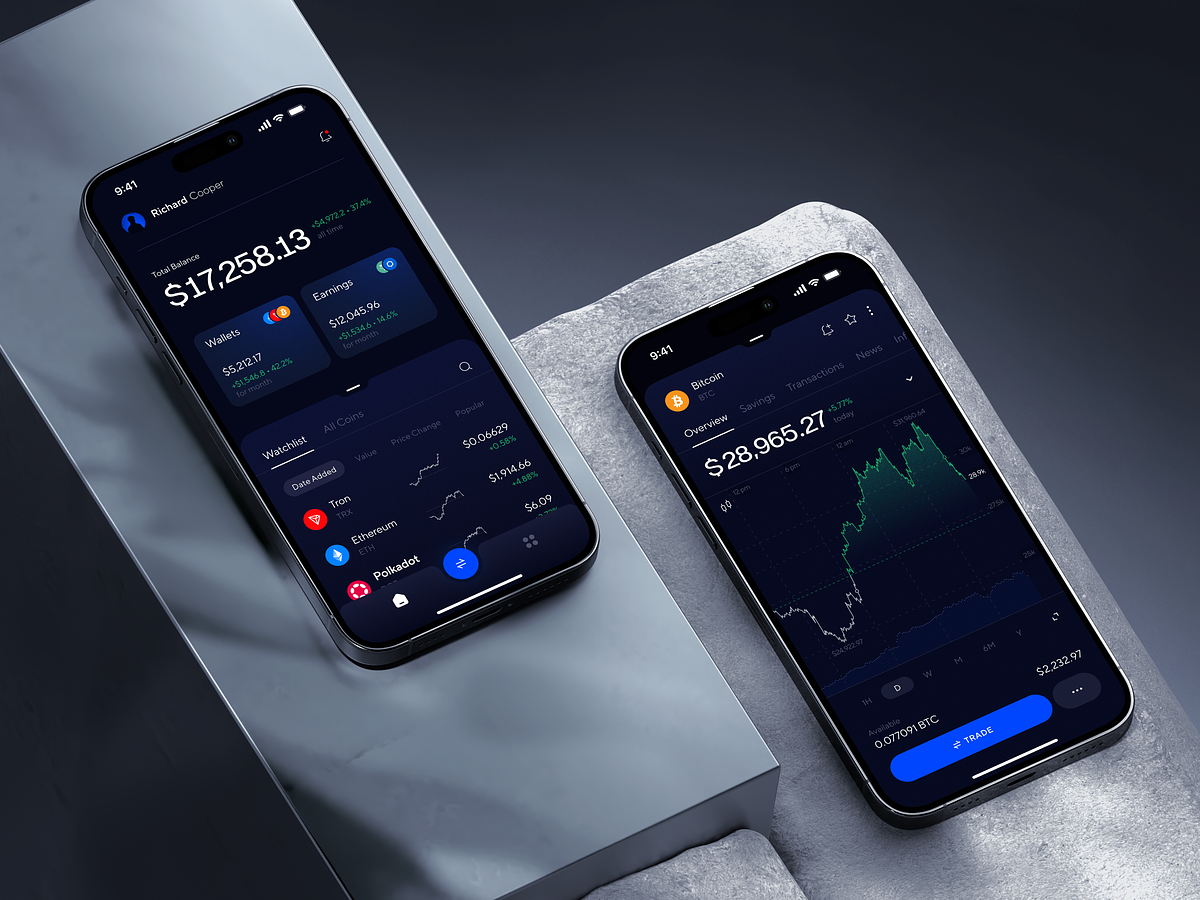 9:41
Richard Cooper
Total Balance
$17,258.13
+$4,972.2 • 37.4%
all time
Wallets
$5,212.17
+$1,546.8 • 42.2%
for month
Earnings
$12,045.96
+$1,534.6 • 14.6%
for month
Watchlist
All Coins
Date Added
Value
Price Change
Popular
Tron
TRX
$0.06629
+0.58%
Ethereum
ETH
$1,914.66
+4.88%
Polkadot
$6.09
9:41
Bitcoin
BTC
Overview
Savings
Transactions
News
Inf
$28,965.27
+5.77%
today
12 pm
6 pm
12 am
$31,960.64
30k
28.9k
27.5k
25k
$24,922.97
1H
D
W
M
6M
Y
Available
0.077091 BTC
$2,232.97
TRADE